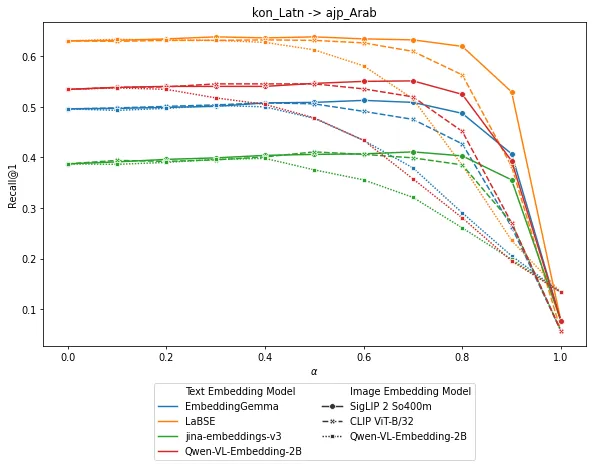 kon_Latn -> ajp_Arab
Recall@1
0.6
0.5
0.4
0.3
0.2
0.1
0.0 0.2 0.4 0.6 0.8 1.0
α
Text Embedding Model Image Embedding Model
EmbeddingGemma SigLIP 2 So400m
LaBSE CLIP ViT-B/32
jina-embeddings-v3 Qwen-VL-Embedding-2B
Qwen-VL-Embedding-2B